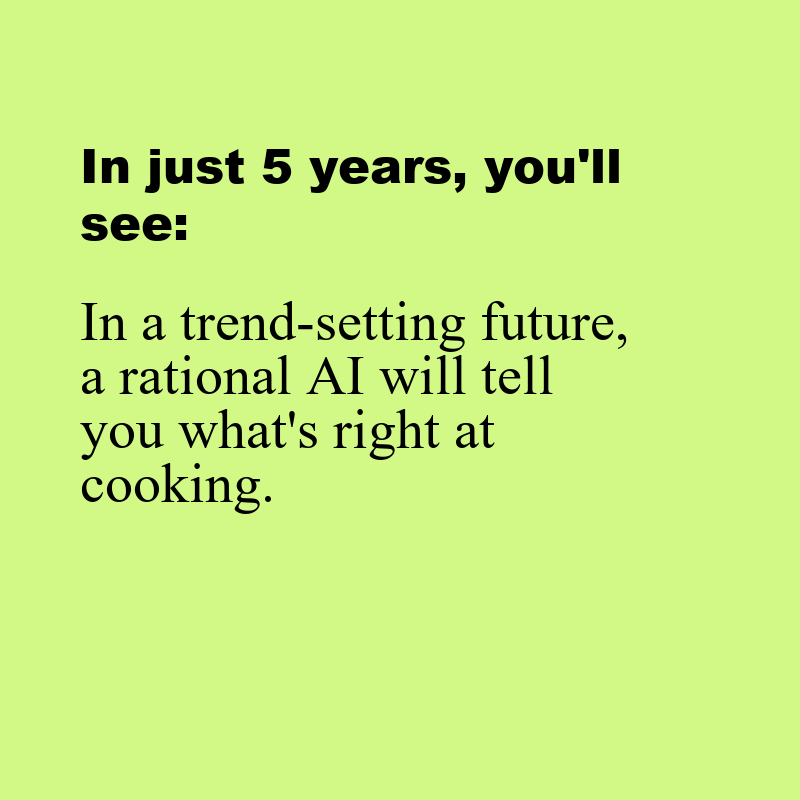 In just 5 years, you'll
see:
In a trend-setting future,
a rational AI will tell
you what's right at
cooking.